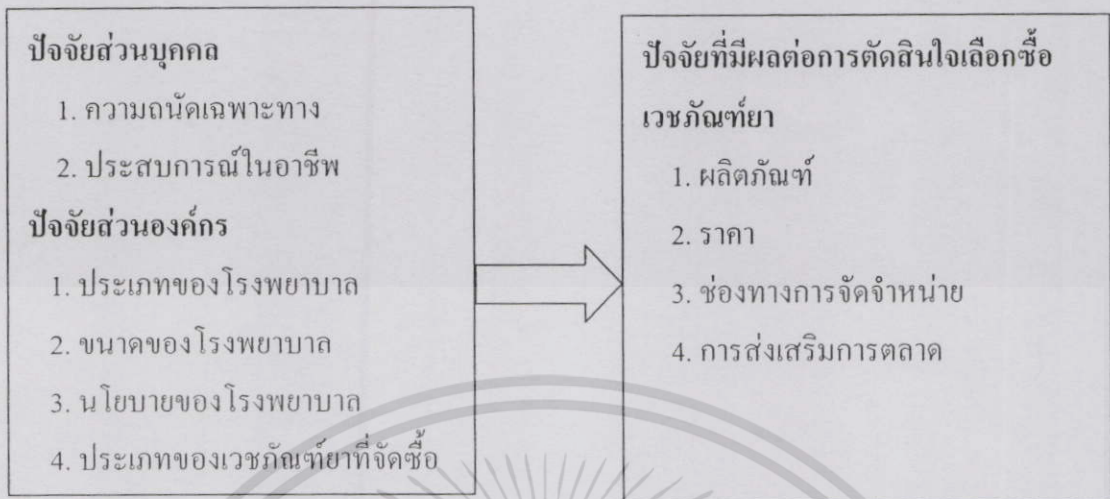 ปัจจัยส่วนบุคคล
1. ความถนัดเฉพาะทาง
2. ประสบการณ์ในอาชีพ
ปัจจัยส่วนองค์กร
1. ประเภทของโรงพยาบาล
2. ขนาดของโรงพยาบาล
3. นโยบายของโรงพยาบาล
4. ประเภทของเวชภัณฑ์ยาที่จัดซื้อ
ปัจจัยที่มีผลต่อการตัดสินใจเลือกซื้อ
เวชภัณฑ์ยา
1. ผลิตภัณฑ์
2. ราคา
3. ช่องทางการจัดจำหน่าย
4. การส่งเสริมการตลาด